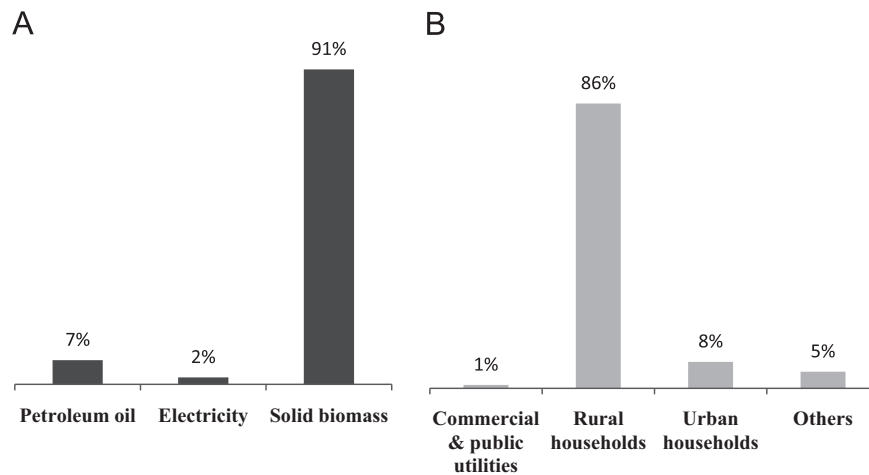 A
91%
7%
2%
Petroleum oil Electricity Solid biomass
B
86%
1%
8%
5%
Commercial & public utilities
Rural households
Urban households
Others